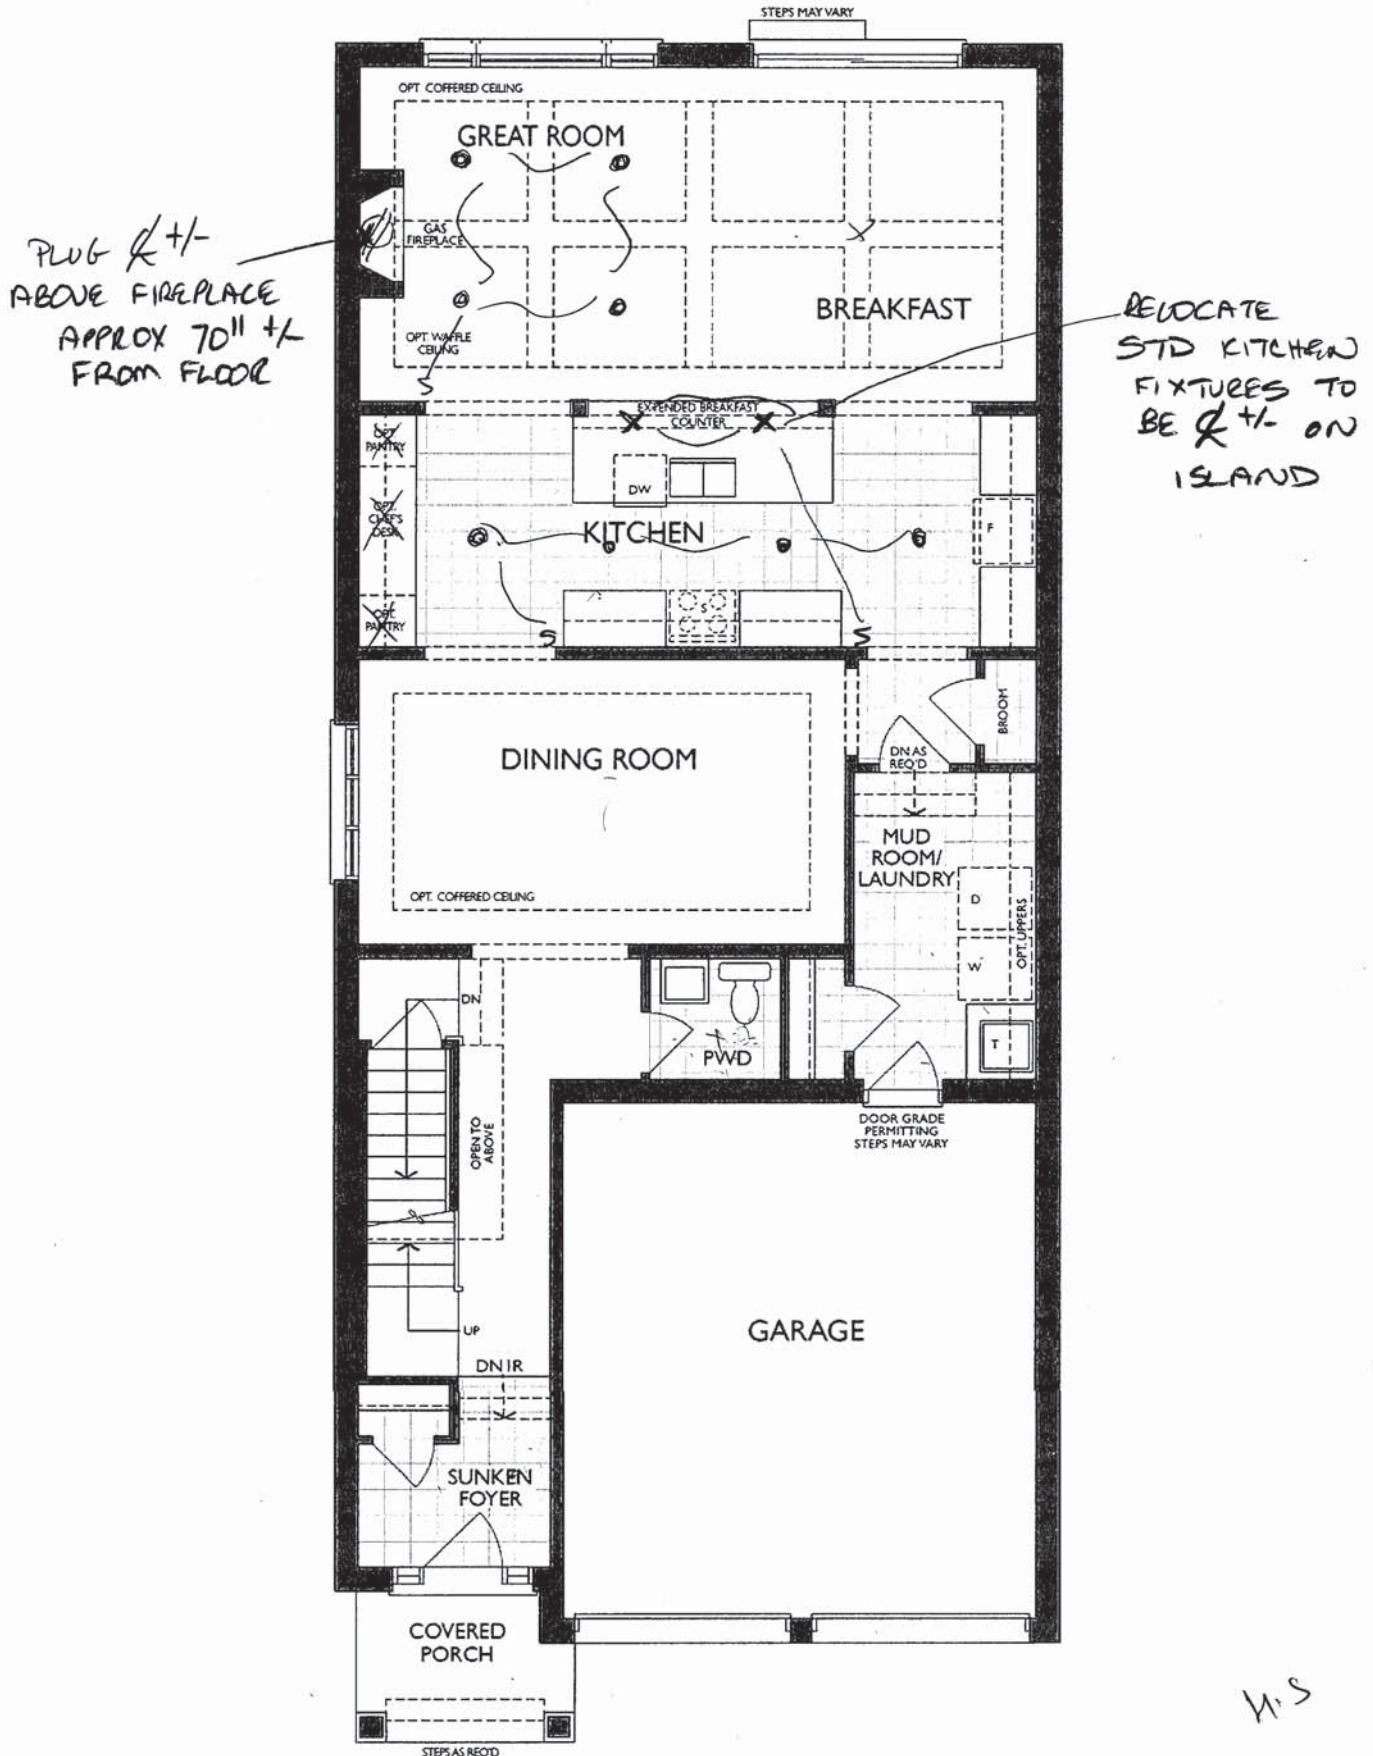 STEPS MAY VARY
OPT. COFFERED CEILING
GREAT ROOM
PLUG ℄ +/-
ABOVE FIREPLACE
APPROX 70" +/-
FROM FLOOR
GAS
FIREPLACE
OPT. WAFFLE
CEILING
BREAKFAST
RELOCATE
STD KITCHEN
FIXTURES TO
BE ℄ +/- ON
ISLAND
S
EXTENDED BREAKFAST
COUNTER
OPT.
PANTRY
OPT.
CHEF'S
DESK
OPT.
PANTRY
DW
KITCHEN
F
S
S
S
DINING ROOM
OPT. COFFERED CEILING
BROOM
DN AS
REQ'D
MUD
ROOM/
LAUNDRY
D
W
OPT. UPPERS
T
DN
PWD
OPEN TO
ABOVE
DOOR GRADE
PERMITTING
STEPS MAY VARY
UP
DN 1R
GARAGE
SUNKEN
FOYER
COVERED
PORCH
STEPS AS REQ'D
H.S